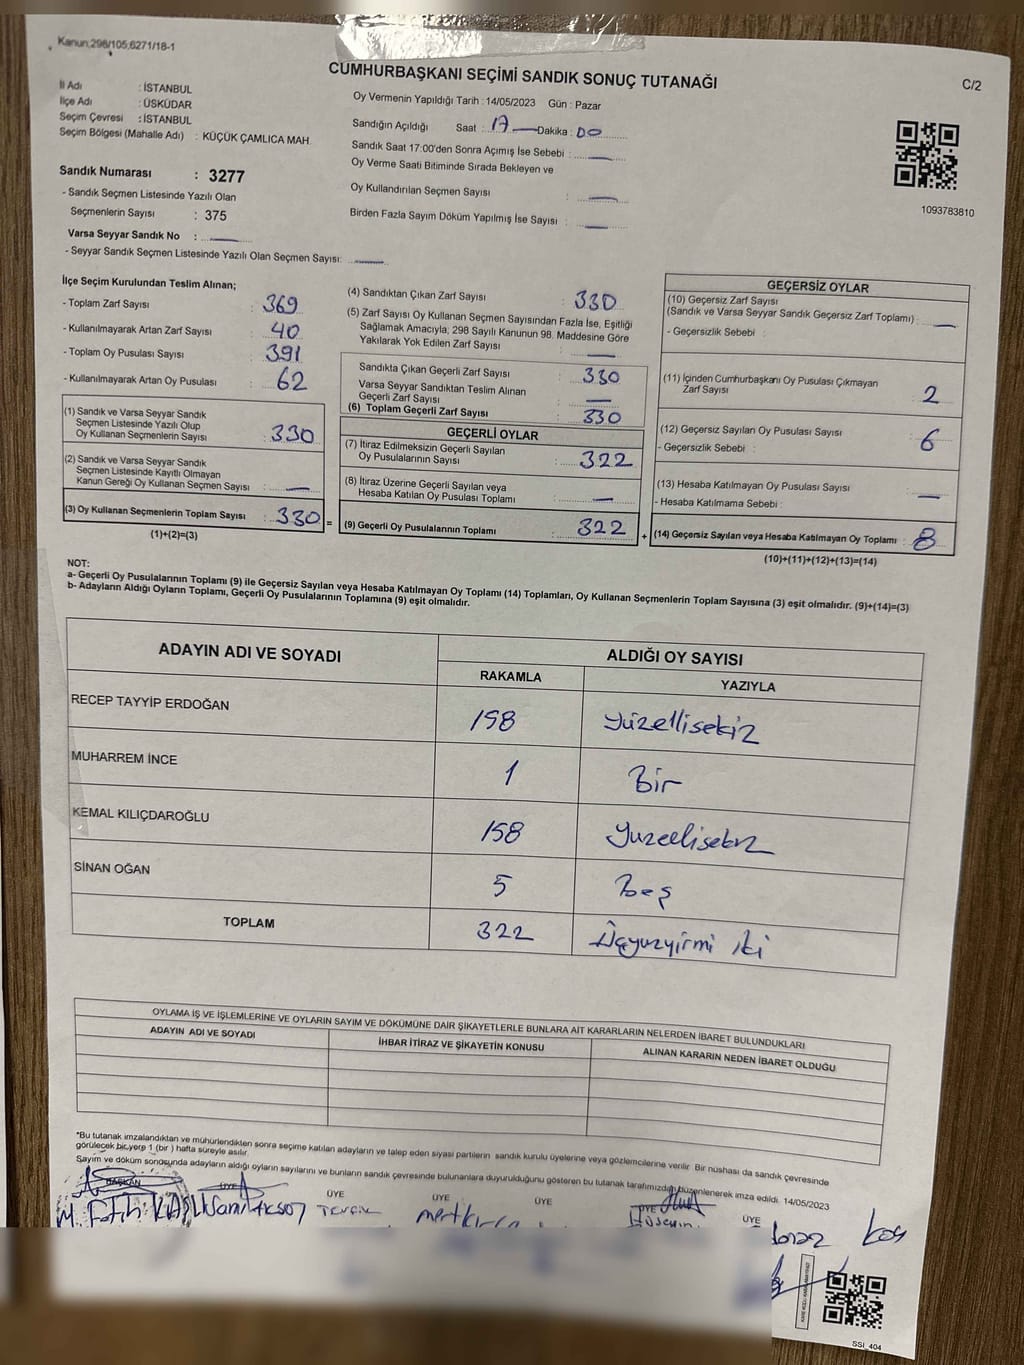 Kanun;298/105;6271/18-1
CUMHURBAŞKANI SEÇİMİ SANDIK SONUÇ TUTANAĞI
C/2
İl Adı : İSTANBUL
İlçe Adı : ÜSKÜDAR
Seçim Çevresi : İSTANBUL
Seçim Bölgesi (Mahalle Adı) : KÜÇÜK ÇAMLICA MAH.
Sandık Numarası : 3277
- Sandık Seçmen Listesinde Yazılı Olan
Seçmenlerin Sayısı : 375
Varsa Seyyar Sandık No :
- Seyyar Sandık Seçmen Listesinde Yazılı Olan Seçmen Sayısı:
Oy Vermenin Yapıldığı Tarih : 14/05/2023 Gün : Pazar
Sandığın Açıldığı Saat : 17 Dakika : 00
Sandık Saat 17:00'den Sonra Açımış İse Sebebi :
Oy Verme Saati Bitiminde Sırada Bekleyen ve
Oy Kullandırılan Seçmen Sayısı :
Birden Fazla Sayım Döküm Yapılmış İse Sayısı :
1093783810
İlçe Seçim Kurulundan Teslim Alınan;
- Toplam Zarf Sayısı : 369
- Kullanılmayarak Artan Zarf Sayısı : 40
- Toplam Oy Pusulası Sayısı : 391
- Kullanılmayarak Artan Oy Pusulası : 62
(1) Sandık ve Varsa Seyyar Sandık
Seçmen Listesinde Yazılı Olup
Oy Kullanan Seçmenlerin Sayısı : 330
(2) Sandık ve Varsa Seyyar Sandık
Seçmen Listesinde Kayıtlı Olmayan
Kanun Gereği Oy Kullanan Seçmen Sayısı :
(3) Oy Kullanan Seçmenlerin Toplam Sayısı : 330 =
(1)+(2)=(3)
(4) Sandıktan Çıkan Zarf Sayısı : 330
(5) Zarf Sayısı Oy Kullanan Seçmen Sayısından Fazla İse, Eşitliği
Sağlamak Amacıyla; 298 Sayılı Kanunun 98. Maddesine Göre
Yakılarak Yok Edilen Zarf Sayısı :
Sandıkta Çıkan Geçerli Zarf Sayısı : 330
Varsa Seyyar Sandıktan Teslim Alınan
Geçerli Zarf Sayısı :
(6) Toplam Geçerli Zarf Sayısı : 330
GEÇERLİ OYLAR
(7) İtiraz Edilmeksizin Geçerli Sayılan
Oy Pusulalarının Sayısı : 322
(8) İtiraz Üzerine Geçerli Sayılan veya
Hesaba Katılan Oy Pusulası Toplamı :
(9) Geçerli Oy Pusulalarının Toplamı : 322 +
GEÇERSİZ OYLAR
(10) Geçersiz Zarf Sayısı
(Sandık ve Varsa Seyyar Sandık Geçersiz Zarf Toplamı) :
- Geçersizlik Sebebi :
(11) İçinden Cumhurbaşkanı Oy Pusulası Çıkmayan
Zarf Sayısı : 2
(12) Geçersiz Sayılan Oy Pusulası Sayısı : 6
- Geçersizlik Sebebi :
(13) Hesaba Katılmayan Oy Pusulası Sayısı :
- Hesaba Katılmama Sebebi :
(14) Geçersiz Sayılan veya Hesaba Katılmayan Oy Toplamı : 8
(10)+(11)+(12)+(13)=(14)
NOT:
a- Geçerli Oy Pusulalarının Toplamı (9) ile Geçersiz Sayılan veya Hesaba Katılmayan Oy Toplamı (14) Toplamları, Oy Kullanan Seçmenlerin Toplam Sayısına (3) eşit olmalıdır. (9)+(14)=(3)
b- Adayların Aldığı Oyların Toplamı, Geçerli Oy Pusulalarının Toplamına (9) eşit olmalıdır.
ADAYIN ADI VE SOYADI
ALDIĞI OY SAYISI
RAKAMLA YAZIYLA
RECEP TAYYİP ERDOĞAN 158 Yüzellisekiz
MUHARREM İNCE 1 Bir
KEMAL KILIÇDAROĞLU 158 Yuzellisekiz
SİNAN OĞAN 5 Beş
TOPLAM 322 Üçyuzyirmi iki
OYLAMA İŞ VE İŞLEMLERİNE VE OYLARIN SAYIM VE DÖKÜMÜNE DAİR ŞİKAYETLERLE BUNLARA AİT KARARLARIN NELERDEN İBARET BULUNDUKLARI
ADAYIN ADI VE SOYADI İHBAR İTİRAZ VE ŞİKAYETİN KONUSU ALINAN KARARIN NEDEN İBARET OLDUĞU
*Bu tutanak imzalandıktan ve mühürlendikten sonra seçime katılan adayların ve talep eden siyasi partilerin sandık kurulu üyelerine veya gözlemcilerine verilir. Bir nüshası da sandık çevresinde
görülecek bir yere 1 (bir ) hafta süreyle asılır.
Sayım ve döküm sonucunda adayların aldığı oyların sayılarını ve bunların sandık çevresinde bulunanlara duyurulduğunu gösteren bu tutanak tarafımızdan düzenlenerek imza edildi. 14/05/2023
BAŞKAN ÜYE ÜYE ÜYE ÜYE ÜYE ÜYE
M. Fatih
SSI_404